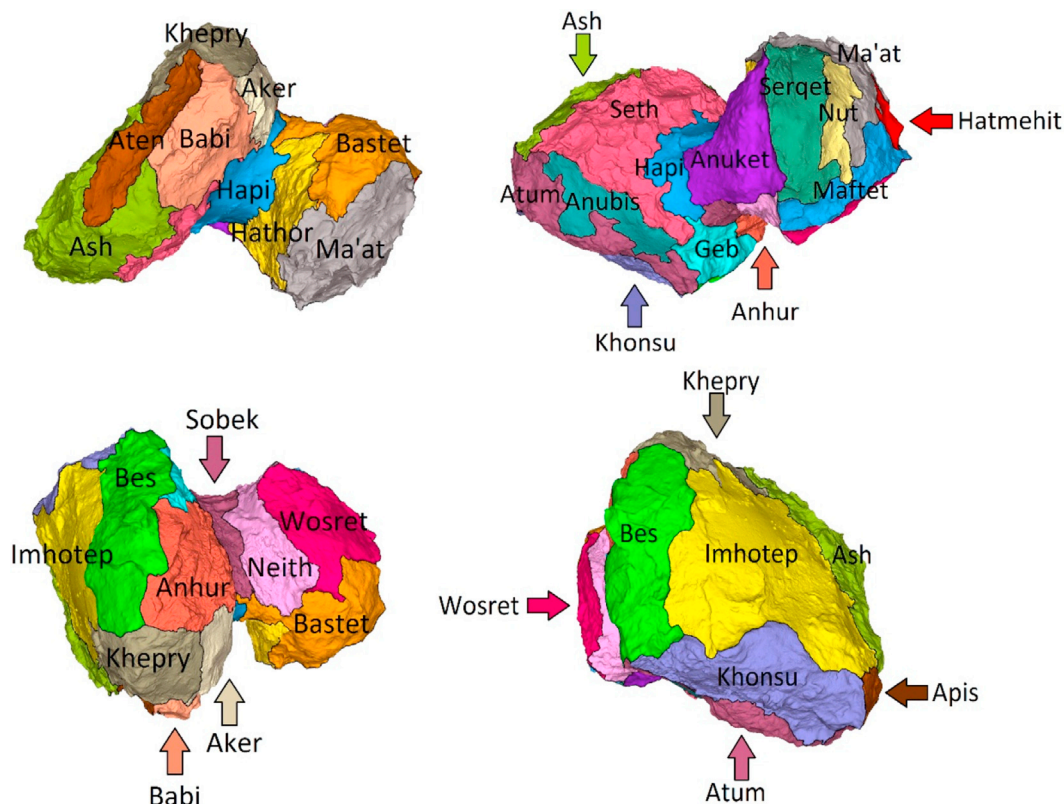 Khepry
Aker
Aten
Babi
Bastet
Hapi
Hathor
Ash
Ma'at
Ash
Ma'at
Seth
Serqet
Nut
Hatmehit
Hapi
Anuket
Atum
Anubis
Maftet
Geb
Khonsu
Anhur
Sobek
Bes
Wosret
Imhotep
Anhur
Neith
Bastet
Khepry
Aker
Babi
Khepry
Bes
Imhotep
Ash
Wosret
Khonsu
Apis
Atum